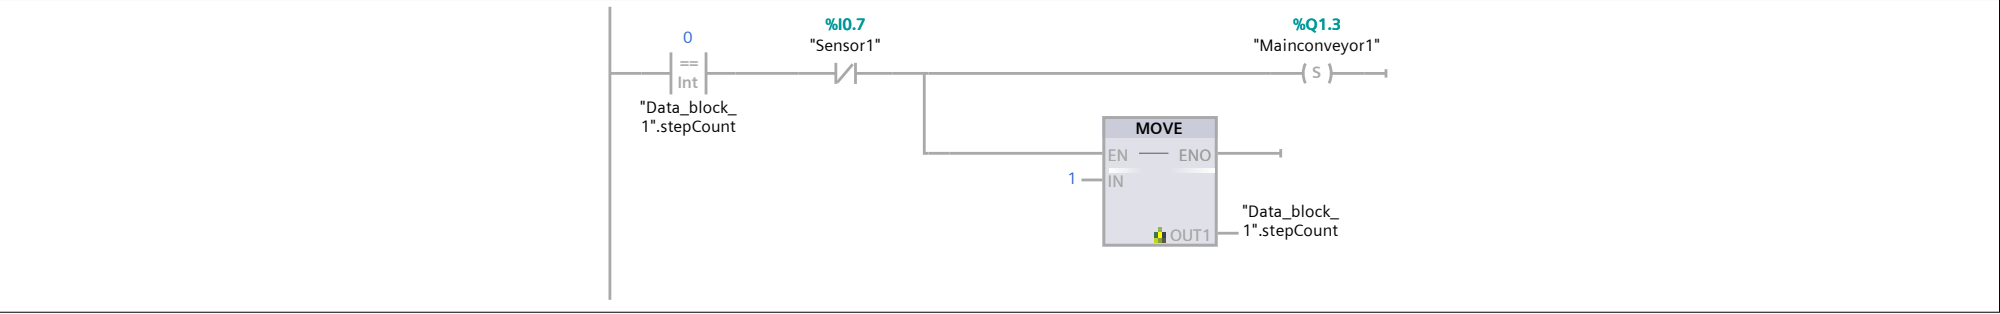 0
==
Int
"Data_block_
1".stepCount
%I0.7
"Sensor1"
%Q1.3
"Mainconveyor1"
S
MOVE
EN
ENO
1
IN
OUT1
"Data_block_
1".stepCount